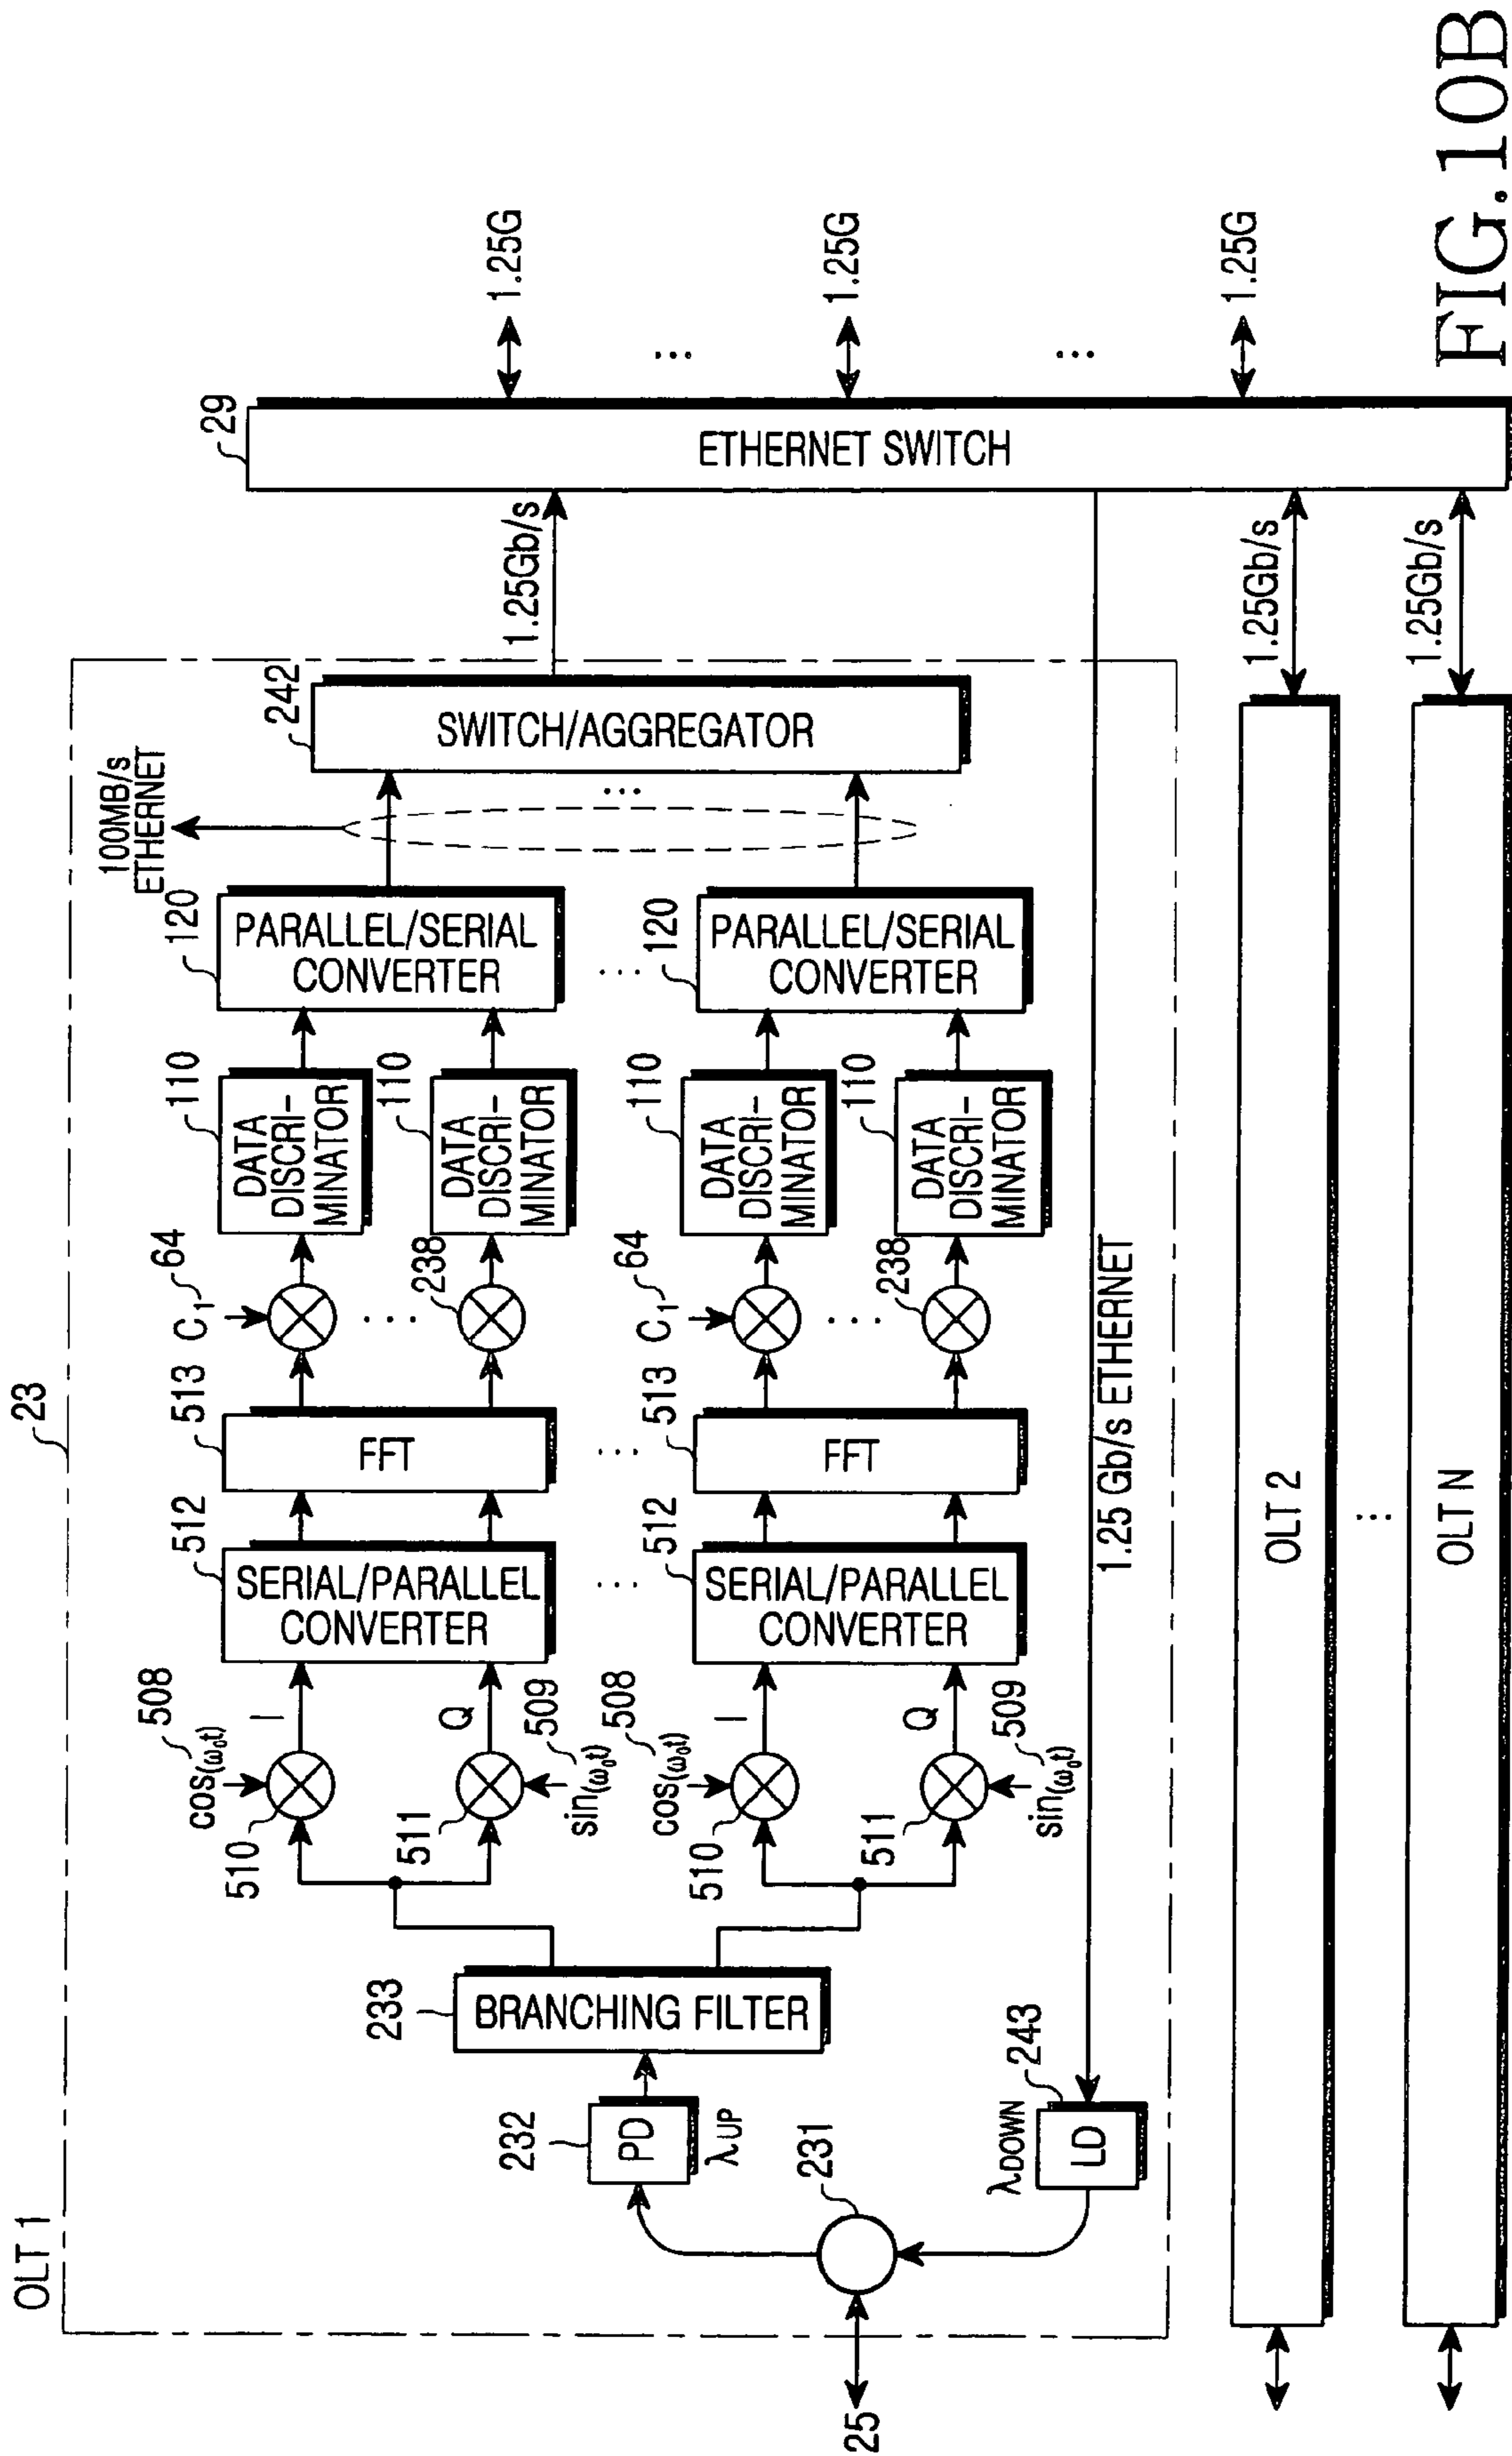 OLT 1
23
cos(ω₀t)
508
510
I
Q
511
509
sin(ω₀t)
512
SERIAL/PARALLEL
CONVERTER
513
FFT
C₁
64
...
238
110
DATA
DISCRI-
MINATOR
110
DATA
DISCRI-
MINATOR
120
PARALLEL/SERIAL
CONVERTER
100MB/s
ETHERNET
242
SWITCH/AGGREGATOR
1.25Gb/s
29
ETHERNET SWITCH
1.25G
...
1.25G
...
1.25G
...
...
...
...
cos(ω₀t)
508
510
I
Q
511
509
sin(ω₀t)
512
SERIAL/PARALLEL
CONVERTER
513
FFT
C₁
64
...
238
110
DATA
DISCRI-
MINATOR
110
DATA
DISCRI-
MINATOR
120
PARALLEL/SERIAL
CONVERTER
233
BRANCHING FILTER
232
PD
λUP
231
25
λDOWN
243
LD
1.25 Gb/s ETHERNET
OLT 2
1.25Gb/s
...
OLT N
1.25Gb/s
FIG.10B